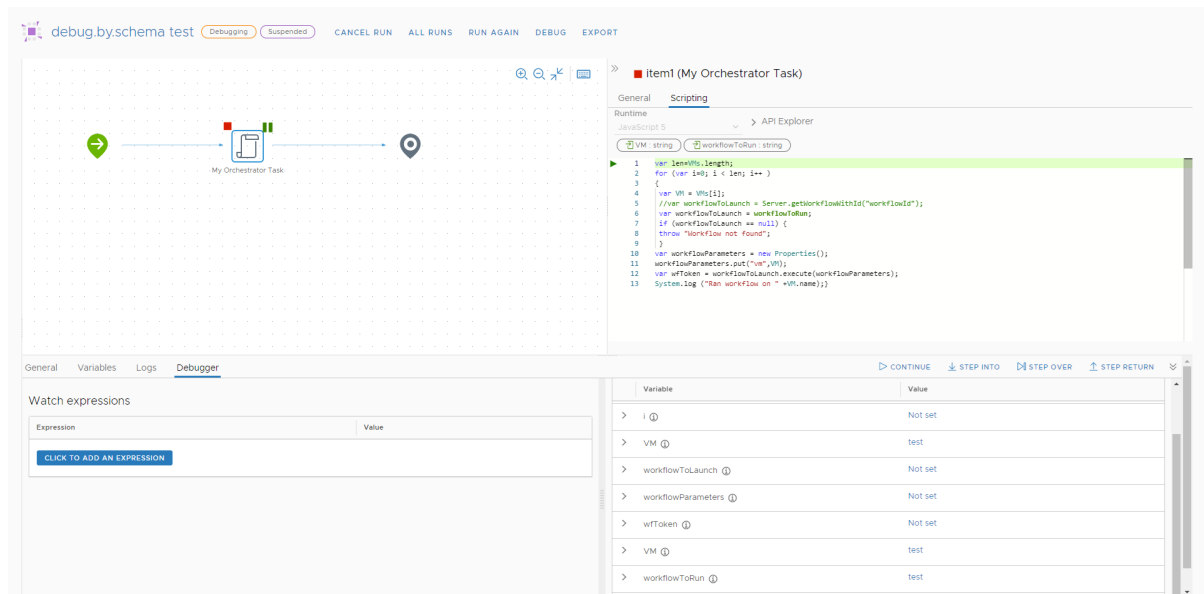 debug.by.schema test Debugging Suspended CANCEL RUN ALL RUNS RUN AGAIN DEBUG EXPORT
My Orchestrator Task
item1 (My Orchestrator Task)
General Scripting
Runtime
JavaScript 5
API Explorer
VM : string workflowToRun : string
1 var len=VMs.length;
2 for (var i=0; i < len; i++ )
3 {
4 var VM = VMs[i];
5 //var workflowToLaunch = Server.getWorkflowWithId("workflowId");
6 var workflowToLaunch = workflowToRun;
7 if (workflowToLaunch == null) {
8 throw "Workflow not found";
9 }
10 var workflowParameters = new Properties();
11 workflowParameters.put("vm",VM);
12 var wfToken = workflowToLaunch.execute(workflowParameters);
13 System.log ("Ran workflow on " +VM.name);}
General Variables Logs Debugger
CONTINUE STEP INTO STEP OVER STEP RETURN
Watch expressions
Expression Value
CLICK TO ADD AN EXPRESSION
Variable Value
i Not set
VM test
workflowToLaunch Not set
workflowParameters Not set
wfToken Not set
VM test
workflowToRun test